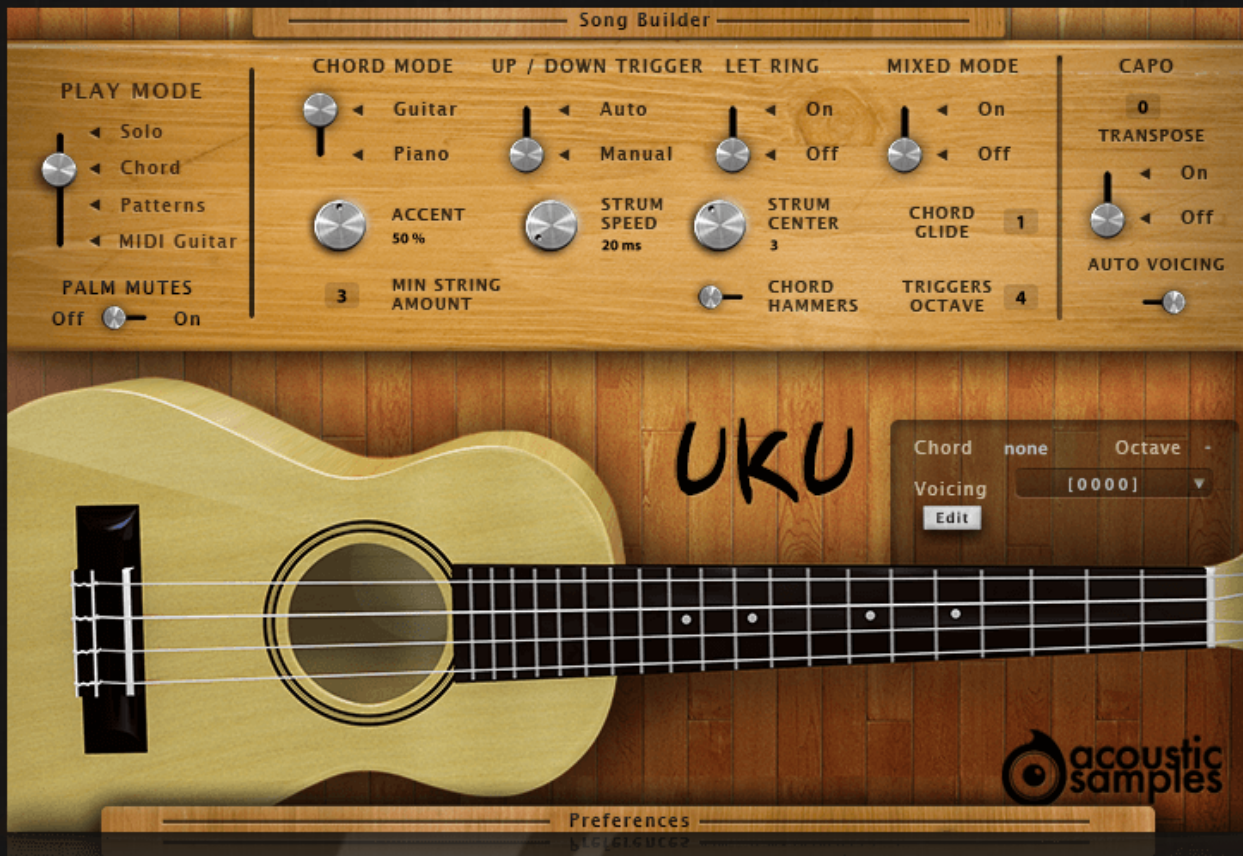 Song Builder
PLAY MODE
Solo
Chord
Patterns
MIDI Guitar
PALM MUTES
Off On
CHORD MODE
Guitar
Piano
UP / DOWN TRIGGER
Auto
Manual
LET RING
On
Off
MIXED MODE
On
Off
ACCENT
50 %
STRUM
SPEED
20 ms
STRUM
CENTER
3
CHORD
GLIDE
1
3
MIN STRING
AMOUNT
CHORD
HAMMERS
TRIGGERS
OCTAVE
4
CAPO
0
TRANSPOSE
On
Off
AUTO VOICING
UKU
Chord none Octave -
Voicing [0000]
Edit
acoustic
samples
Preferences